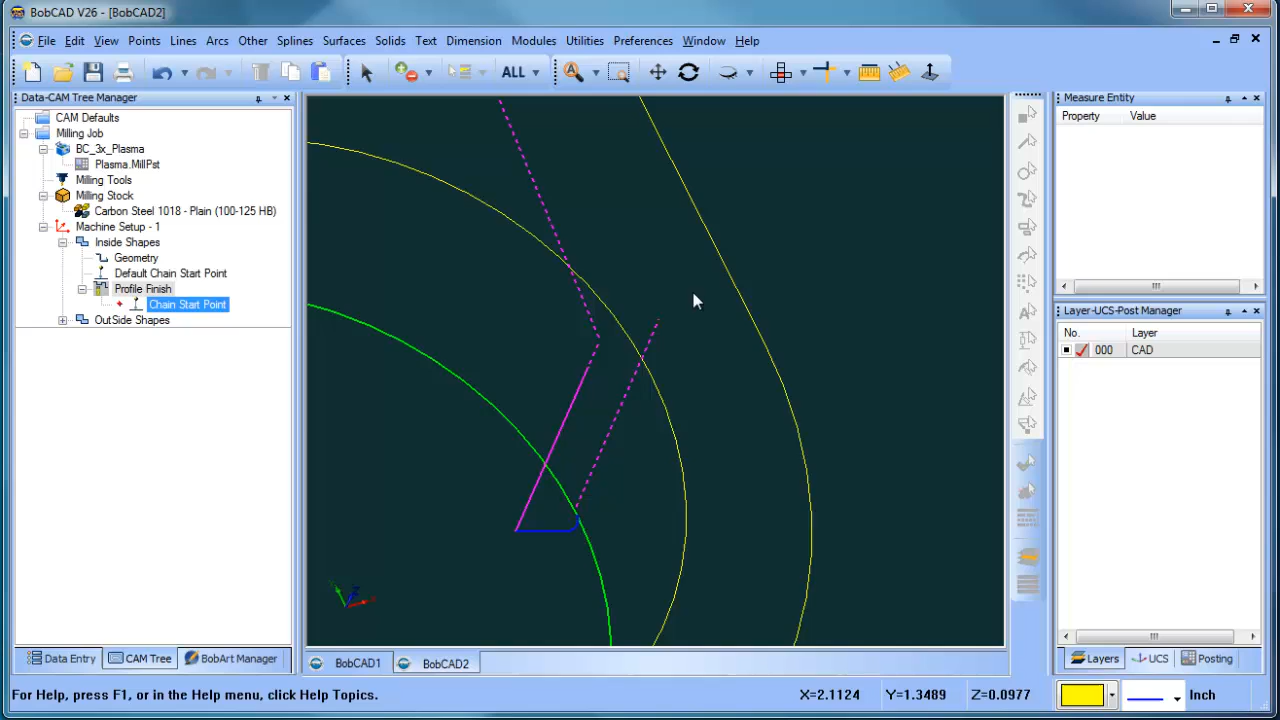 BobCAD V26 - [BobCAD2]
File Edit View Points Lines Arcs Other Splines Surfaces Solids Text Dimension Modules Utilities Preferences Window Help
ALL
Data-CAM Tree Manager
CAM Defaults
Milling Job
BC_3x_Plasma
Plasma.MillPst
Milling Tools
Milling Stock
Carbon Steel 1018 - Plain (100-125 HB)
Machine Setup - 1
Inside Shapes
Geometry
Default Chain Start Point
Profile Finish
Chain Start Point
OutSide Shapes
Measure Entity
Property Value
Layer-UCS-Post Manager
No. Layer
000 CAD
Data Entry CAM Tree BobArt Manager
BobCAD1 BobCAD2
Layers UCS Posting
For Help, press F1, or in the Help menu, click Help Topics.
X=2.1124 Y=1.3489 Z=0.0977
Inch